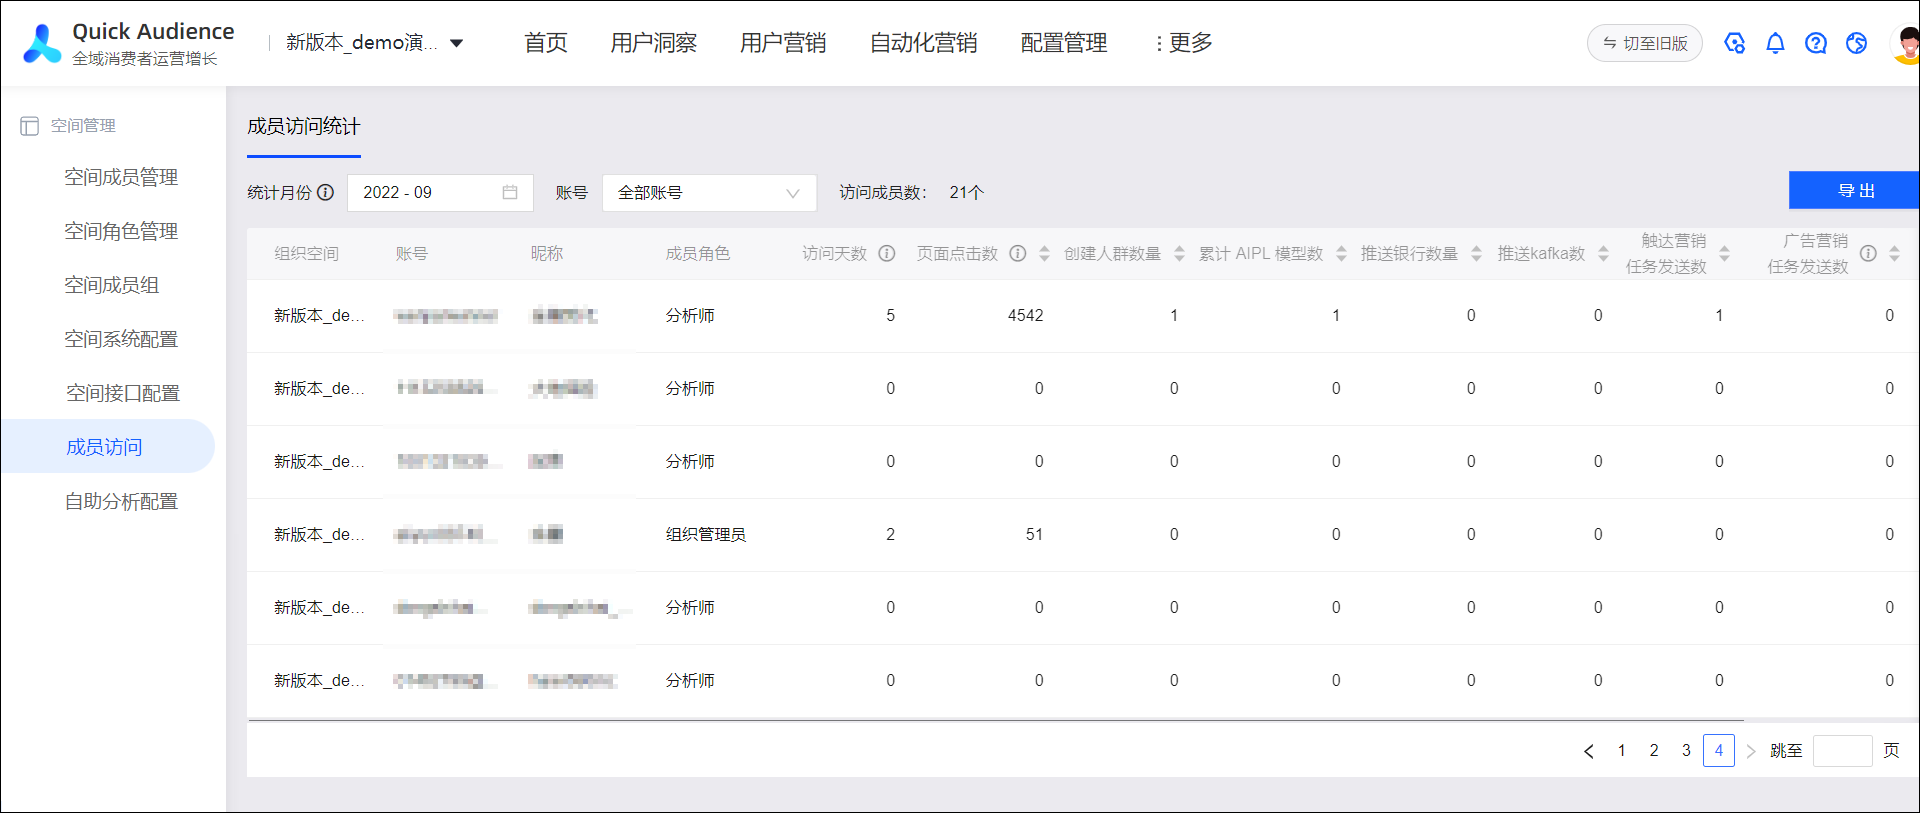 Quick Audience
全域消费者运营增长
新版本_demo演...
首页 用户洞察 用户营销 自动化营销 配置管理 更多
切至旧版
空间管理
空间成员管理
空间角色管理
空间成员组
空间系统配置
空间接口配置
成员访问
自助分析配置
成员访问统计
统计月份 2022 - 09 账号 全部账号 访问成员数： 21个
导 出
组织空间 账号 昵称 成员角色 访问天数 页面点击数 创建人群数量 累计 AIPL 模型数 推送银行数量 推送kafka数 触达营销 广告营销
任务发送数 任务发送数
新版本_de... 分析师 5 4542 1 1 0 0 1 0
新版本_de... 分析师 0 0 0 0 0 0 0 0
新版本_de... 分析师 0 0 0 0 0 0 0 0
新版本_de... 组织管理员 2 51 0 0 0 0 0 0
新版本_de... 分析师 0 0 0 0 0 0 0 0
新版本_de... 分析师 0 0 0 0 0 0 0 0
1 2 3 4 跳至 页